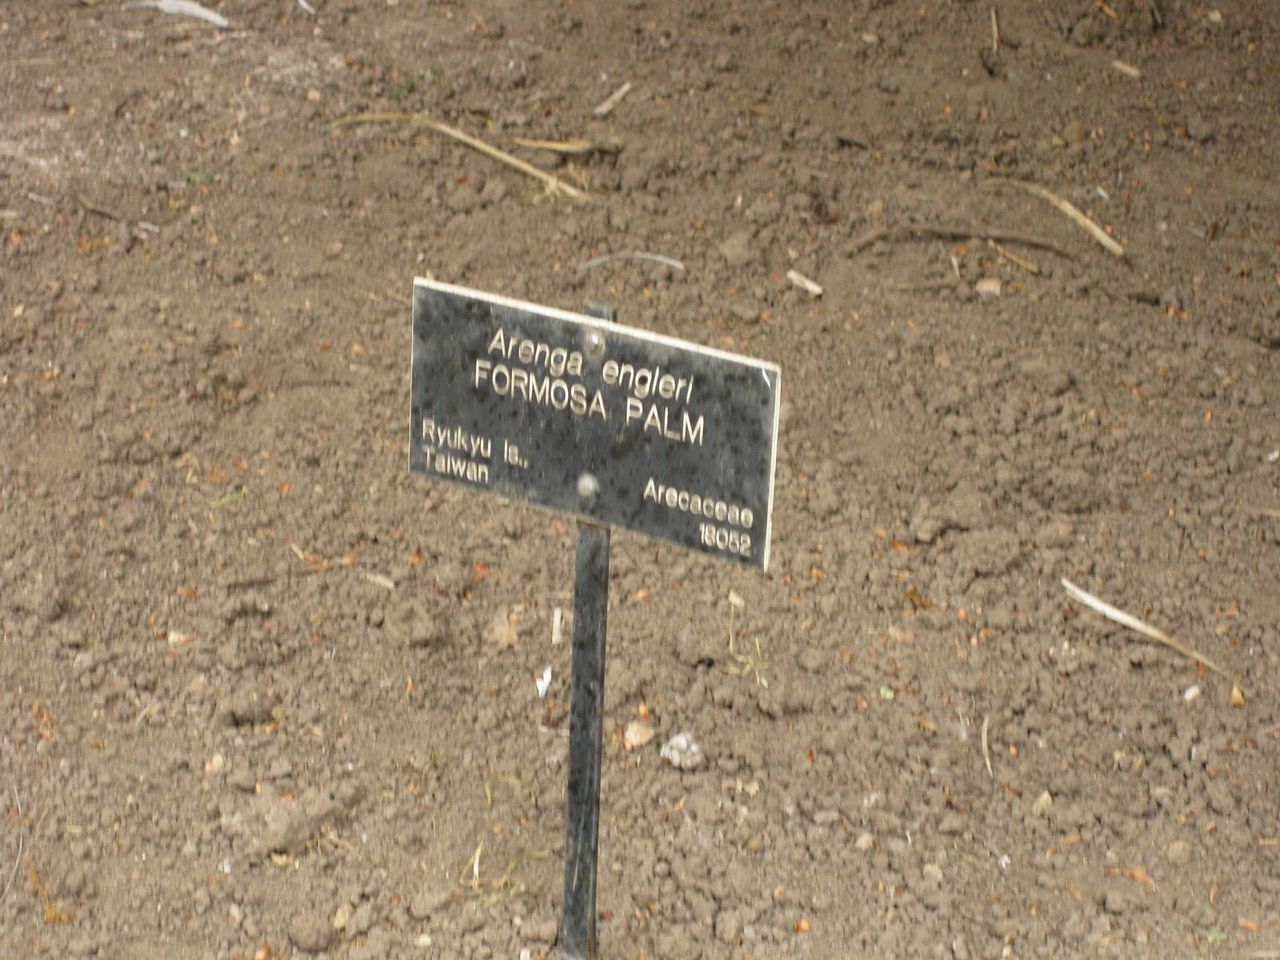 Arenga engleri
FORMOSA PALM
Ryukyu Is.,
Taiwan
Arecaceae
18052